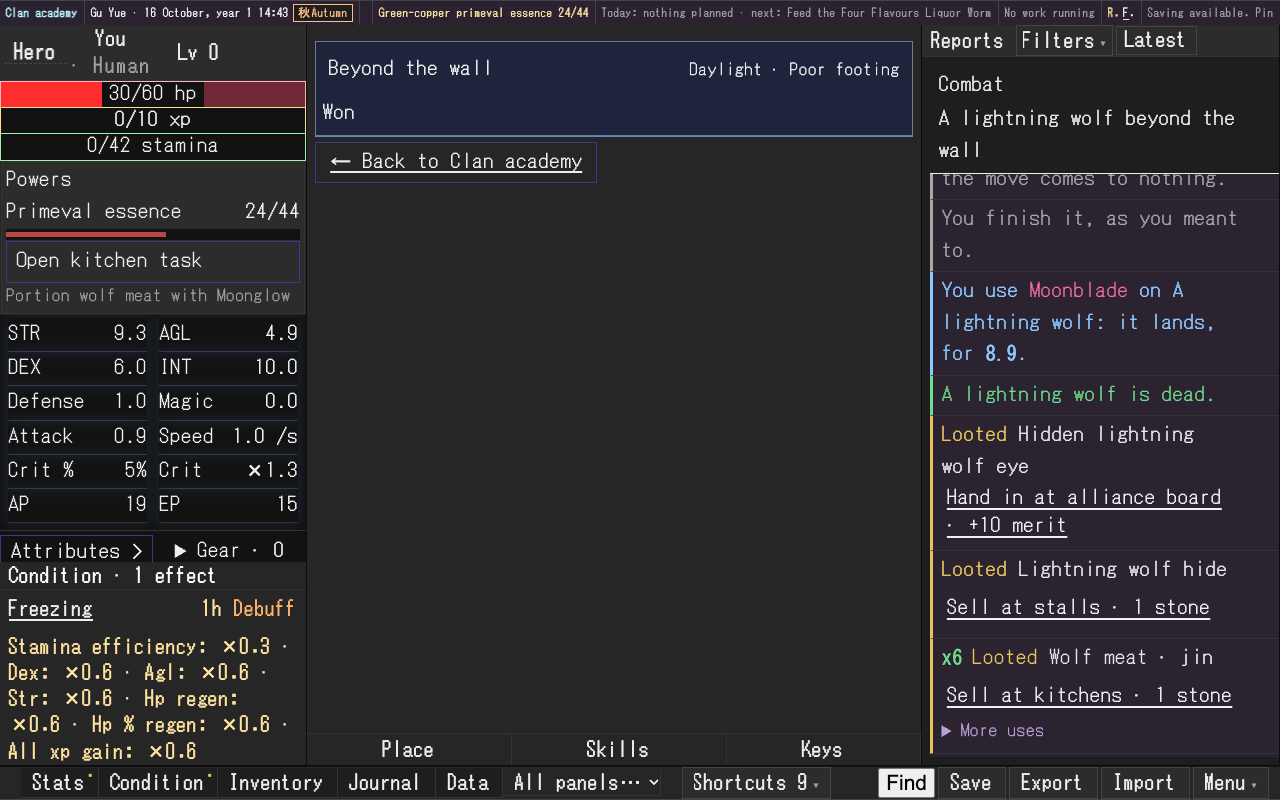 Clan academy
Gu Yue · 16 October, year 1 14:43 秋Autumn
Green-copper primeval essence 24/44
Today: nothing planned · next: Feed the Four Flavours Liquor Worm
No work running
R.E.
Saving available. Pin
Hero · You Human Lv 0
30/60 hp
0/10 xp
0/42 stamina
Powers
Primeval essence 24/44
Open kitchen task
Portion wolf meat with Moonglow
STR 9.3 AGL 4.9
DEX 6.0 INT 10.0
Defense 1.0 Magic 0.0
Attack 0.9 Speed 1.0 /s
Crit % 5% Crit ×1.3
AP 19 EP 15
Attributes > ▶ Gear · 0
Condition · 1 effect
Freezing 1h Debuff
Stamina efficiency: ×0.3 ·
Dex: ×0.6 · Agl: ×0.6 ·
Str: ×0.6 · Hp regen:
×0.6 · Hp % regen: ×0.6 ·
All xp gain: ×0.6
Beyond the wall Daylight · Poor footing
Won
← Back to Clan academy
Place Skills Keys
Reports Filters▾ Latest
Combat
A lightning wolf beyond the
wall
the move comes to nothing.
You finish it, as you meant
to.
You use Moonblade on A
lightning wolf: it lands,
for 8.9.
A lightning wolf is dead.
Looted Hidden lightning
wolf eye
Hand in at alliance board
· +10 merit
Looted Lightning wolf hide
Sell at stalls · 1 stone
x6 Looted Wolf meat · jin
Sell at kitchens · 1 stone
▶ More uses
Stats Condition Inventory Journal Data All panels… Shortcuts 9▾ Find Save Export Import Menu▾